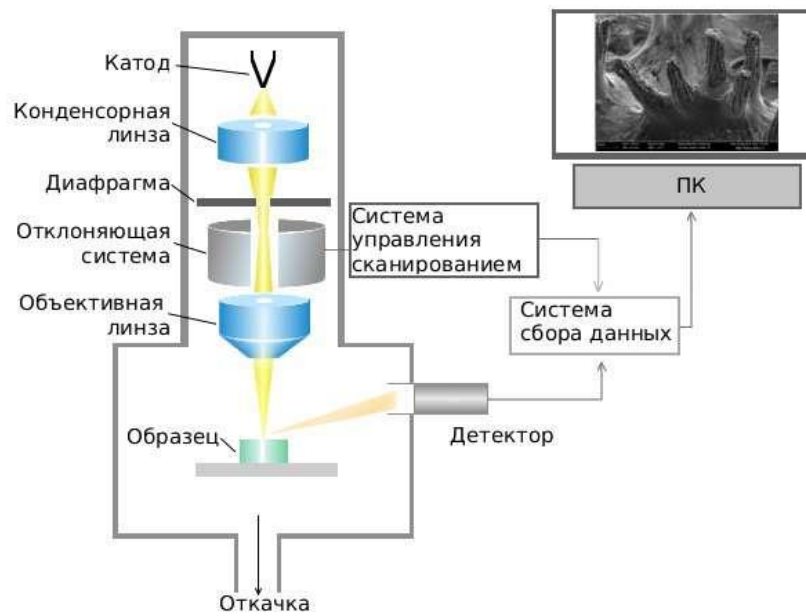 Катод
Конденсорная
линза
Диафрагма
Отклоняющая
система
Объективная
линза
Образец
Откачка
Система
управления
сканированием
Система
сбора данных
Детектор
ПК